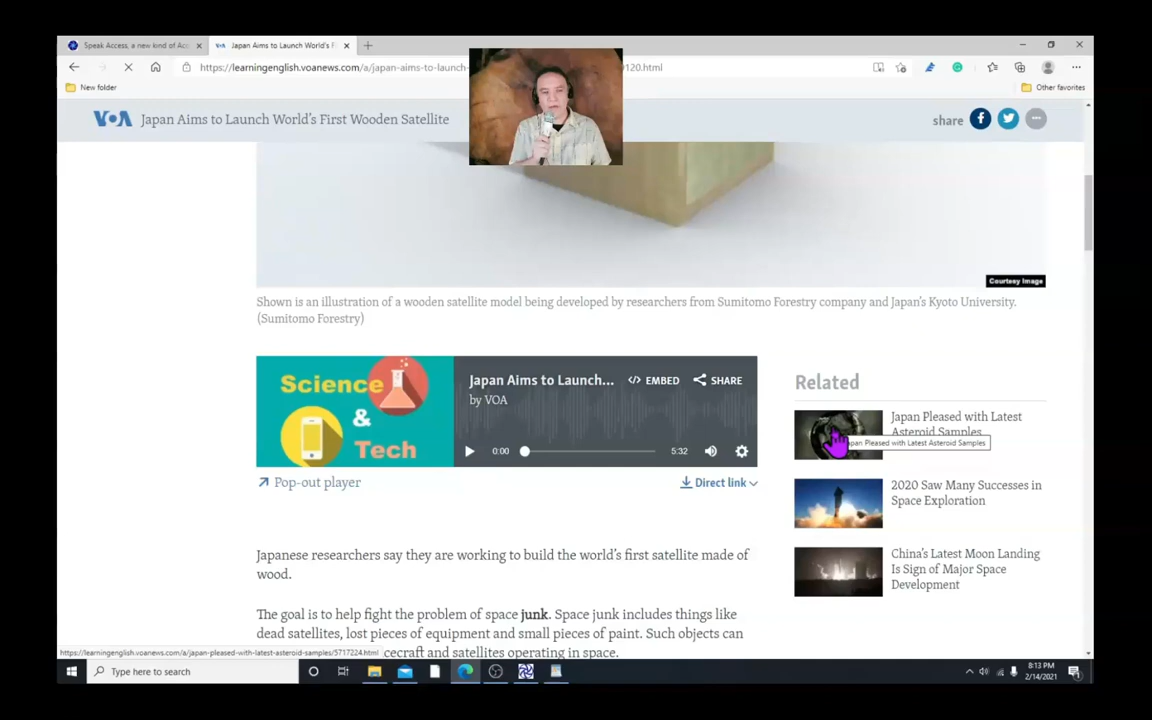 Speak Access, a new kind of Acc
Japan Aims to Launch World's F
https://learningenglish.voanews.com/a/japan-aims-to-launch- 120.html
New folder
Other favorites
VOA Japan Aims to Launch World's First Wooden Satellite
share
Courtesy Image
Shown is an illustration of a wooden satellite model being developed by researchers from Sumitomo Forestry company and Japan's Kyoto University.
(Sumitomo Forestry)
Science
&
Tech
Japan Aims to Launch...
EMBED
SHARE
by VOA
0:00
5:32
Pop-out player
Direct link
Related
Japan Pleased with Latest
Asteroid Samples
apan Pleased with Latest Asteroid Samples
2020 Saw Many Successes in
Space Exploration
China's Latest Moon Landing
Is Sign of Major Space
Development
Japanese researchers say they are working to build the world's first satellite made of
wood.
The goal is to help fight the problem of space junk. Space junk includes things like
dead satellites, lost pieces of equipment and small pieces of paint. Such objects can
cecraft and satellites operating in space.
https://learningenglish.voanews.com/a/japan-pleased-with-latest-asteroid-samples/5717224.html
Type here to search
8:13 PM
2/14/2021